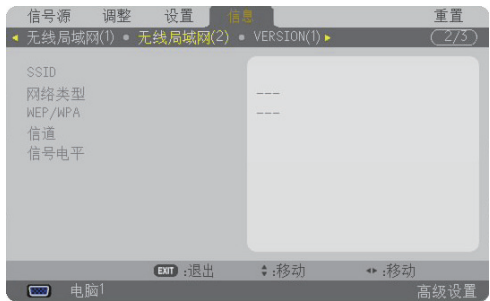 信号源 调整 设置 信息 重置
◂ 无线局域网(1) ● 无线局域网(2) ● VERSION(1) ▸ 2/3
SSID
网络类型 ---
WEP/WPA ---
信道
信号电平
EXIT :退出 :移动 :移动
电脑1 高级设置